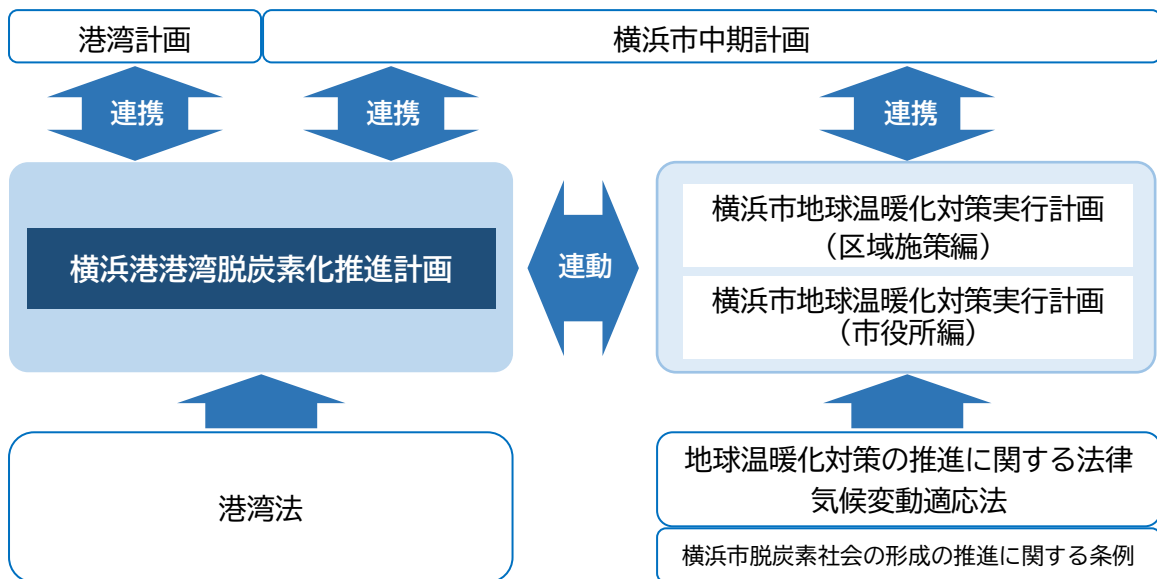 港湾計画
横浜市中期計画
連携
連携
連携
横浜港港湾脱炭素化推進計画
連動
横浜市地球温暖化対策実行計画
（区域施策編）
横浜市地球温暖化対策実行計画
（市役所編）
港湾法
地球温暖化対策の推進に関する法律
気候変動適応法
横浜市脱炭素社会の形成の推進に関する条例